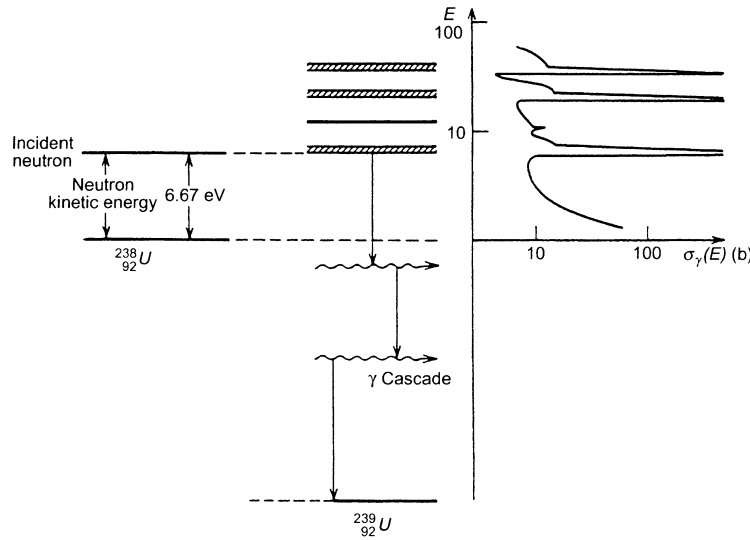 E
100
10
Incident
neutron
Neutron
kinetic energy
6.67 eV
²³⁸₉₂U
10
100
σᵧ(E) (b)
γ Cascade
²³⁹₉₂U